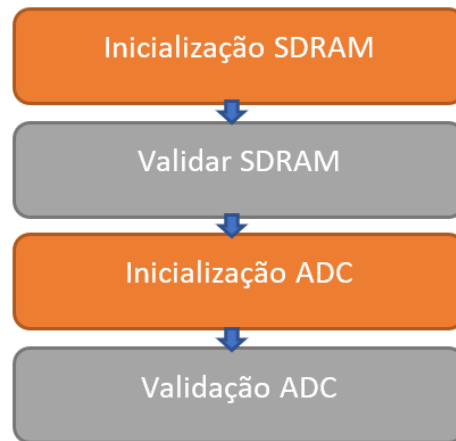 Inicialização SDRAM
Validar SDRAM
Inicialização ADC
Validação ADC